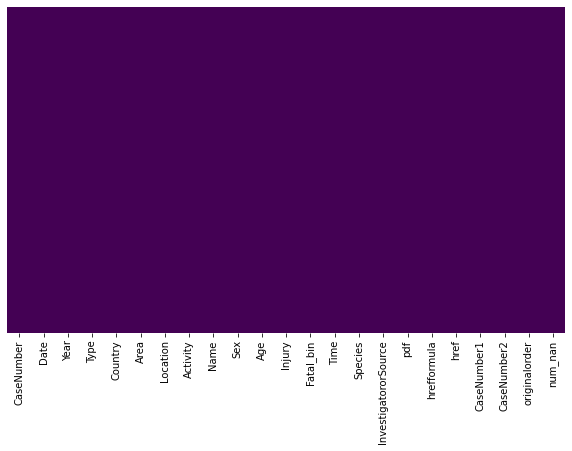 CaseNumber
Date
Year
Type
Country
Area
Location
Activity
Name
Sex
Age
Injury
Fatal_bin
Time
Species
InvestigatororSource
pdf
hrefformula
href
CaseNumber1
CaseNumber2
originalorder
num_nan